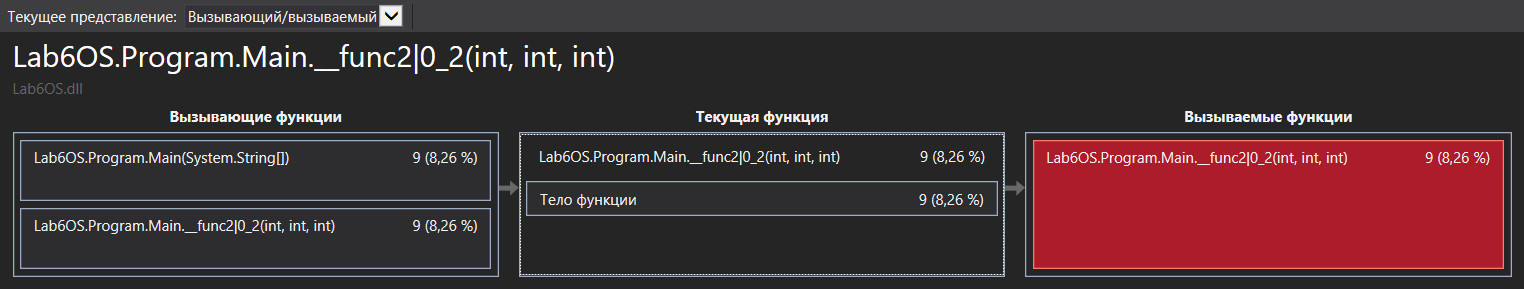 Текущее представление: Вызывающий/вызываемый
Lab6OS.Program.Main.__func2|0_2(int, int, int)
Lab6OS.dll
Вызывающие функции
Lab6OS.Program.Main(System.String[]) 9 (8,26 %)
Lab6OS.Program.Main.__func2|0_2(int, int, int) 9 (8,26 %)
Текущая функция
Lab6OS.Program.Main.__func2|0_2(int, int, int) 9 (8,26 %)
Тело функции 9 (8,26 %)
Вызываемые функции
Lab6OS.Program.Main.__func2|0_2(int, int, int) 9 (8,26 %)